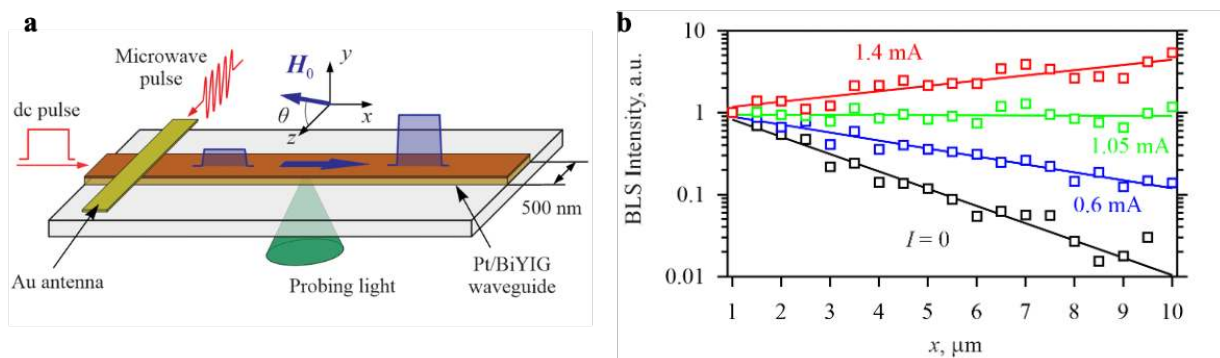 a
Microwave
pulse
dc pulse
H₀
θ
y
x
z
500 nm
Au antenna
Probing light
Pt/BiYIG
waveguide
b
BLS Intensity, a.u.
10
1
0.1
0.01
1.4 mA
1.05 mA
0.6 mA
I = 0
1 2 3 4 5 6 7 8 9 10
x, μm